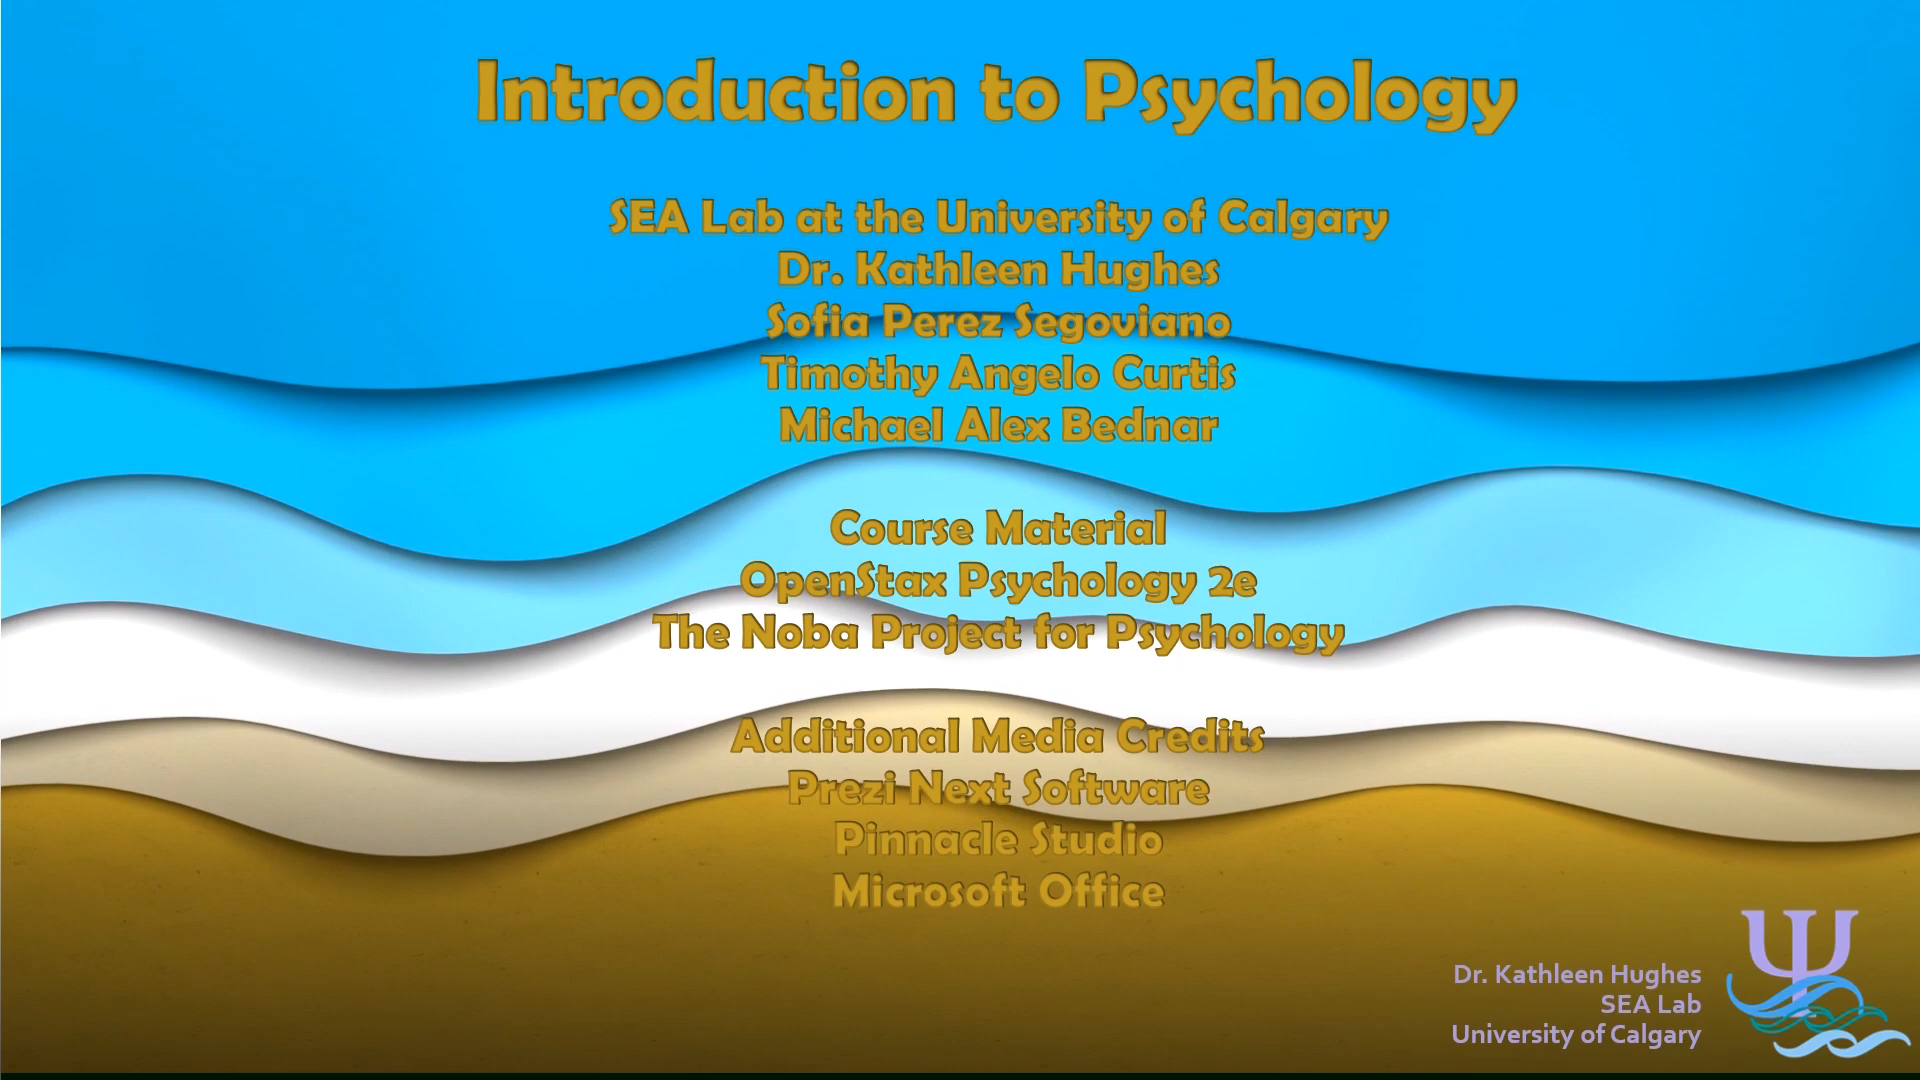 Introduction to Psychology
SEA Lab at the University of Calgary
Dr. Kathleen Hughes
Sofia Perez Segoviano
Timothy Angelo Curtis
Michael Alex Bednar
Course Material
OpenStax Psychology 2e
The Noba Project for Psychology
Additional Media Credits
Prezi Next Software
Pinnacle Studio
Microsoft Office
Dr. Kathleen Hughes
SEA Lab
University of Calgary
Ψ